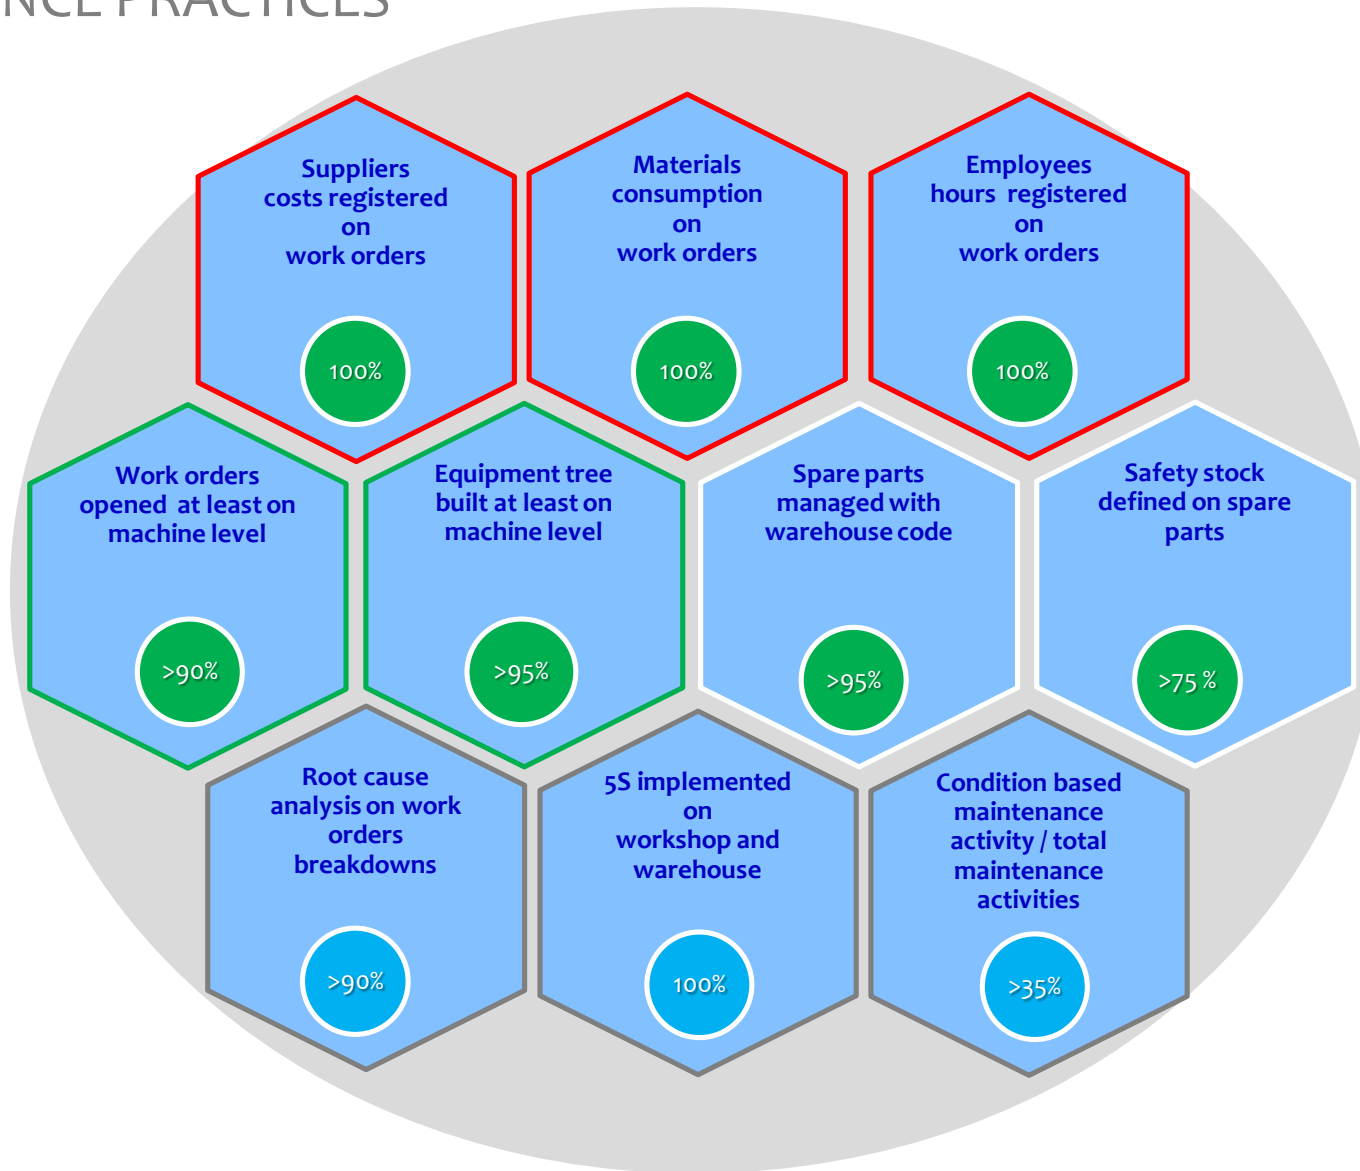 NCE PRACTICES
Suppliers
costs registered
on
work orders
100%
Materials
consumption
on
work orders
100%
Employees
hours registered
on
work orders
100%
Work orders
opened at least on
machine level
>90%
Equipment tree
built at least on
machine level
>95%
Spare parts
managed with
warehouse code
>95%
Safety stock
defined on spare
parts
>75 %
Root cause
analysis on work
orders
breakdowns
>90%
5S implemented
on
workshop and
warehouse
100%
Condition based
maintenance
activity / total
maintenance
activities
>35%